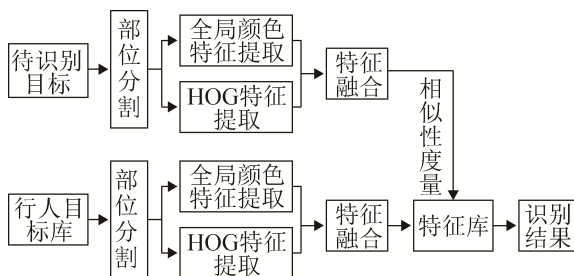 待识别
目标
部位分割
全局颜色
特征提取
HOG特征
提取
特征
融合
相似性度量
行人目
标库
部位分割
全局颜色
特征提取
HOG特征
提取
特征
融合
特征库
识别
结果